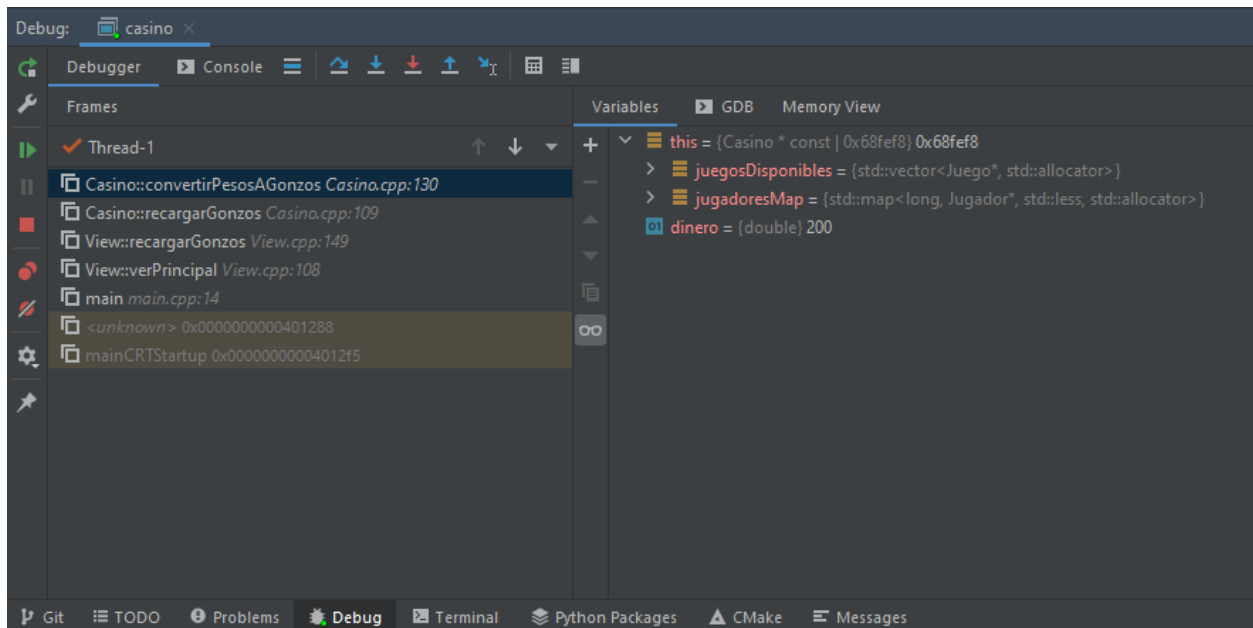 Debug: casino
Debugger Console
Frames
Variables GDB Memory View
Thread-1
this = {Casino * const | 0x68fef8} 0x68fef8
juegosDisponibles = {std::vector<Juego*, std::allocator>}
jugadoresMap = {std::map<long, Jugador*, std::less, std::allocator>}
01 dinero = {double} 200
Casino::convertirPesosAGonzos Casino.cpp:130
Casino::recargarGonzos Casino.cpp:109
View::recargarGonzos View.cpp:149
View::verPrincipal View.cpp:108
main main.cpp:14
<unknown> 0x0000000000401288
mainCRTStartup 0x00000000004012f5
Git TODO Problems Debug Terminal Python Packages CMake Messages